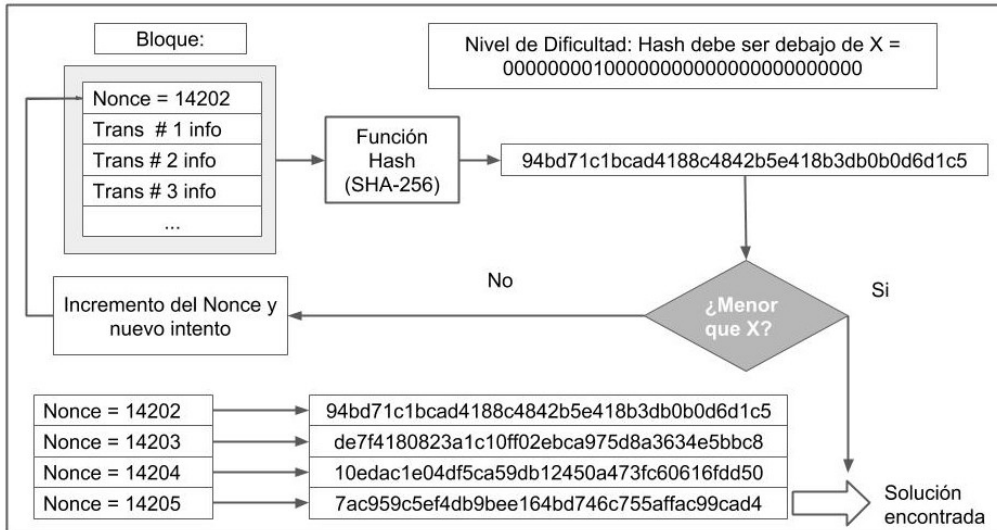 Bloque:
Nivel de Dificultad: Hash debe ser debajo de X =
00000000100000000000000000000000
Nonce = 14202
Trans # 1 info
Trans # 2 info
Trans # 3 info
...
Función
Hash
(SHA-256)
94bd71c1bcad4188c4842b5e418b3db0b0d6d1c5
¿Menor
que X?
No
Si
Incremento del Nonce y
nuevo intento
Nonce = 14202
94bd71c1bcad4188c4842b5e418b3db0b0d6d1c5
Nonce = 14203
de7f4180823a1c10ff02ebca975d8a3634e5bbc8
Nonce = 14204
10edac1e04df5ca59db12450a473fc60616fdd50
Nonce = 14205
7ac959c5ef4db9bee164bd746c755affac99cad4
Solución
encontrada